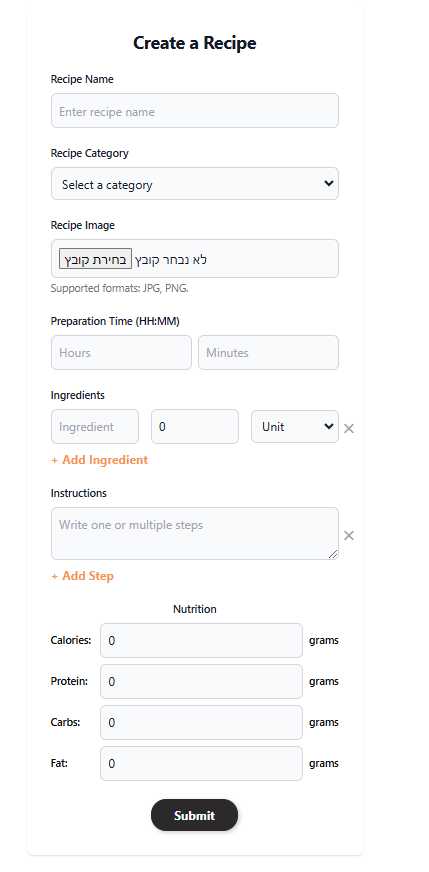 Create a Recipe
Recipe Name
Enter recipe name
Recipe Category
Select a category
Recipe Image
בחירת קובץ לא נבחר קובץ
Supported formats: JPG, PNG.
Preparation Time (HH:MM)
Hours Minutes
Ingredients
Ingredient 0 Unit ×
+ Add Ingredient
Instructions
Write one or multiple steps ×
+ Add Step
Nutrition
Calories: 0 grams
Protein: 0 grams
Carbs: 0 grams
Fat: 0 grams
Submit